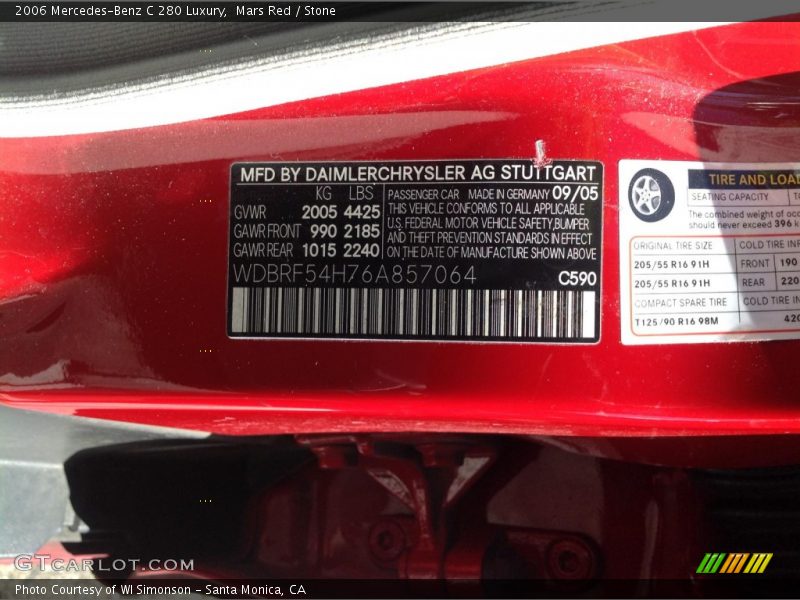 2006 Mercedes-Benz C 280 Luxury,  Mars Red / Stone
MFD BY DAIMLERCHRYSLER AG STUTTGART
KG LBS
GVWR 2005 4425
GAWR FRONT 990 2185
GAWR REAR 1015 2240
PASSENGER CAR MADE IN GERMANY 09/05
THIS VEHICLE CONFORMS TO ALL APPLICABLE
U.S. FEDERAL MOTOR VEHICLE SAFETY,BUMPER
AND THEFT PREVENTION STANDARDS IN EFFECT
ON THE DATE OF MANUFACTURE SHOWN ABOVE
WDBRF54H76A857064 C590
TIRE AND LOA
SEATING CAPACITY
The combined weight of oc
should never exceed 396 k
ORIGINAL TIRE SIZE COLD TIRE IN
205/55 R16 91H FRONT 190
205/55 R16 91H REAR 220
COMPACT SPARE TIRE COLD TIRE IN
T125/90 R16 98M 420
GTCarLot.com
Photo Courtesy of WI Simonson - Santa Monica, CA